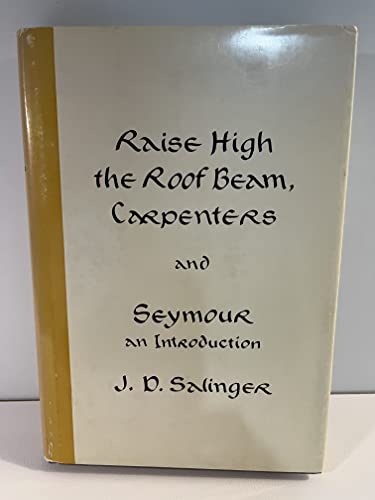 Raise High
the Roof Beam,
Carpenters
and
Seymour
an Introduction
J. D. Salinger